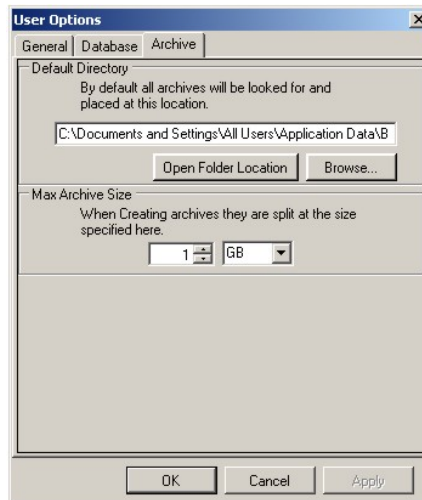 User Options
General Database Archive
Default Directory
By default all archives will be looked for and
placed at this location.
C:\Documents and Settings\All Users\Application Data\B
Open Folder Location Browse...
Max Archive Size
When Creating archives they are split at the size
specified here.
1 GB
OK Cancel Apply